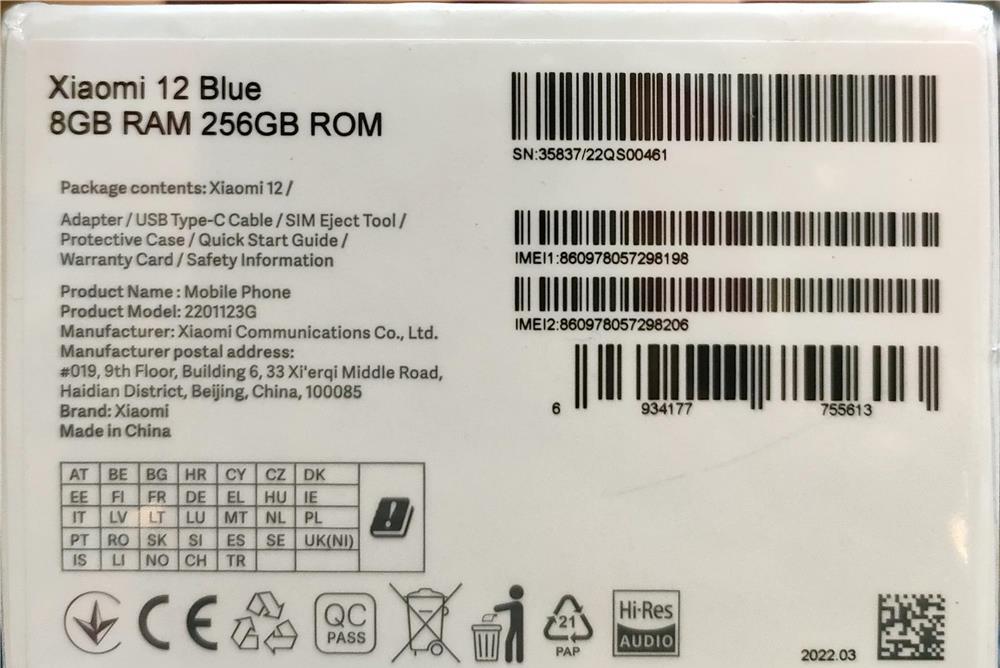 Xiaomi 12 Blue
8GB RAM 256GB ROM
SN:35837/22QS00461
Package contents: Xiaomi 12 /
Adapter / USB Type-C Cable / SIM Eject Tool /
Protective Case / Quick Start Guide /
Warranty Card / Safety Information
IMEI1:860978057298198
IMEI2:860978057298206
Product Name : Mobile Phone
Product Model: 2201123G
Manufacturer: Xiaomi Communications Co., Ltd.
Manufacturer postal address:
#019, 9th Floor, Building 6, 33 Xi'erqi Middle Road,
Haidian District, Beijing, China, 100085
Brand: Xiaomi
Made in China
6 934177 755613
AT BE BG HR CY CZ DK
EE FI FR DE EL HU IE
IT LV LT LU MT NL PL
PT RO SK SI ES SE UK(NI)
IS LI NO CH TR
CE
QC
PASS
21
PAP
Hi-Res
AUDIO
2022.03